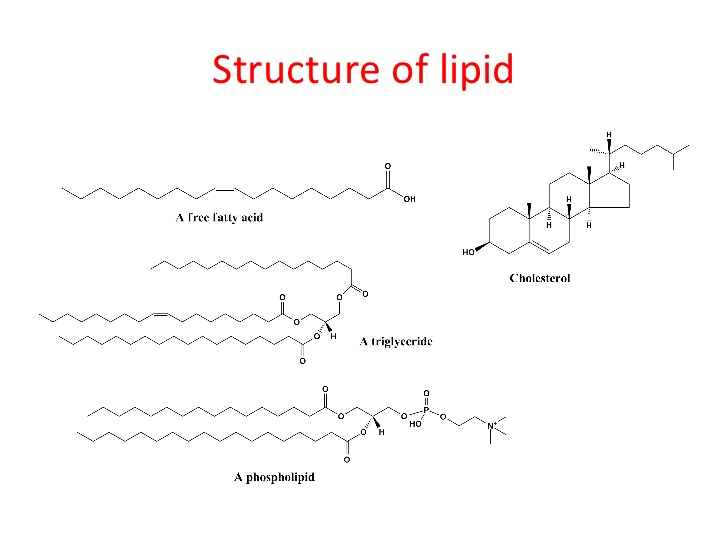 Structure of lipid
O
OH
A free fatty acid
H
H
H
H
H
HO
Cholesterol
O
O
O
O
O
H
O
A triglyceride
O
O
O
H
O
O
P
HO
O
O
N+
A phospholipid